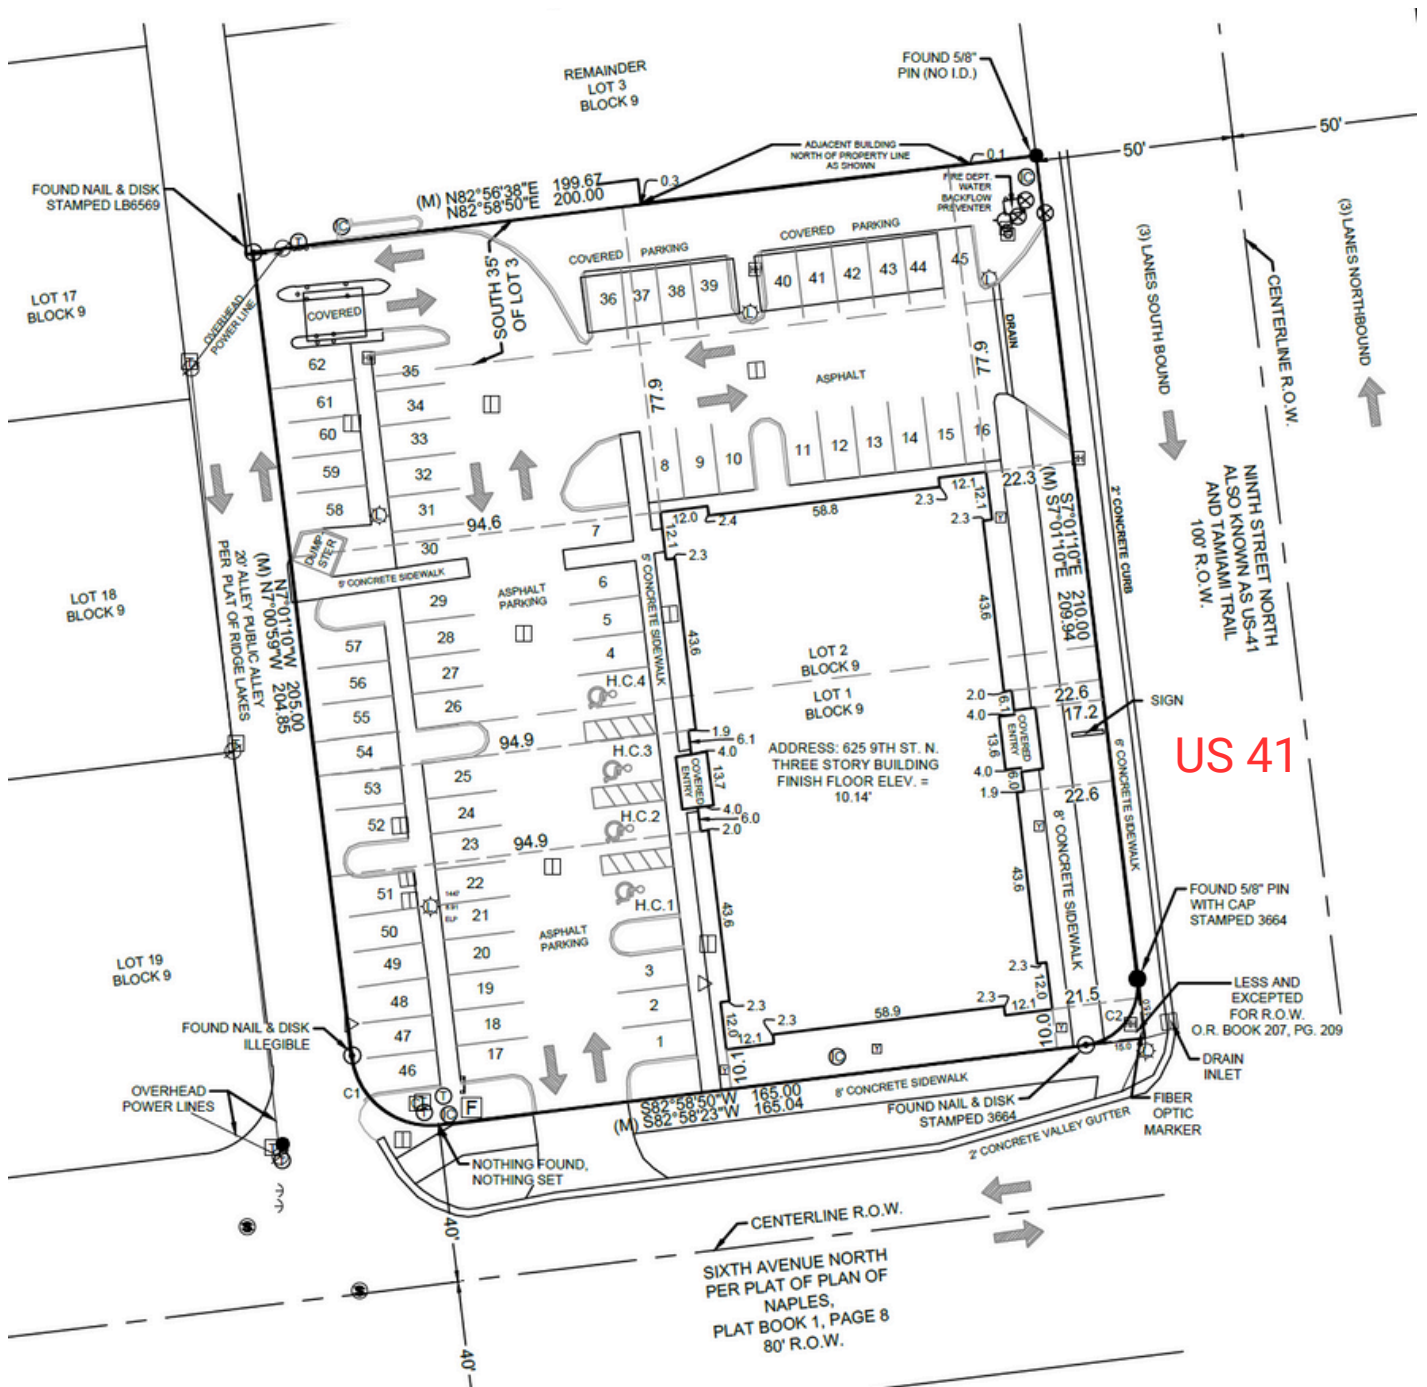 REMAINDER
LOT 3
BLOCK 9
FOUND 5/8"
PIN (NO I.D.)
50'
50'
ADJACENT BUILDING
NORTH OF PROPERTY LINE
AS SHOWN
0.1
0.3
FOUND NAIL & DISK
STAMPED LB6569
(M) N82°56'38"E 199.67
N82°58'50"E 200.00
FIRE DEPT.
WATER
BACKFLOW
PREVENTER
(3) LANES SOUTH BOUND
(3) LANES NORTHBOUND
CENTERLINE R.O.W.
LOT 17
BLOCK 9
OVERHEAD
POWER LINE
COVERED
SOUTH 35'
OF LOT 3
COVERED PARKING
COVERED PARKING
36
37
38
39
40
41
42
43
44
45
DRAIN
77.9
77.9
ASPHALT
62
61
60
59
58
35
34
33
32
31
30
8
9
10
11
12
13
14
15
16
22.3
12.1
12.1
2.3
2.3
58.8
12.0
2.4
12.1
2.3
94.6
7
DUMP
STER
5' CONCRETE SIDEWALK
ASPHALT
PARKING
5' CONCRETE SIDEWALK
(M) S7°01'10"E 209.94
S7°01'10"E 210.00
2' CONCRETE CURB
NINTH STREET NORTH
ALSO KNOWN AS US-41
AND TAMIAMI TRAIL
100' R.O.W.
LOT 18
BLOCK 9
N7°01'10"W 205.00
(M) N7°00'59"W 204.85
20' ALLEY PUBLIC ALLEY
PER PLAT OF RIDGE LAKES
29
28
27
26
57
56
55
54
53
52
6
5
4
H.C.4
43.6
43.6
LOT 2
BLOCK 9
LOT 1
BLOCK 9
ADDRESS: 625 9TH ST. N.
THREE STORY BUILDING
FINISH FLOOR ELEV. =
10.14'
2.0
6.1
4.0
13.6
COVERED
ENTRY
4.0
6.0
1.9
22.6
17.2
22.6
SIGN
US 41
6' CONCRETE SIDEWALK
8' CONCRETE SIDEWALK
94.9
H.C.3
1.9
6.1
4.0
COVERED
ENTRY
13.7
4.0
6.0
2.0
25
24
23
22
21
20
19
18
17
94.9
H.C.2
H.C.1
51
50
49
48
47
46
ASPHALT
PARKING
3
2
1
43.6
43.6
2.3
12.0
12.1
2.3
58.9
2.3
2.3
12.0
12.1
21.5
10.0
10.1
FOUND 5/8" PIN
WITH CAP
STAMPED 3664
LESS AND
EXCEPTED
FOR R.O.W.
O.R. BOOK 207, PG. 209
C2
15.0
DRAIN
INLET
FIBER
OPTIC
MARKER
LOT 19
BLOCK 9
FOUND NAIL & DISK
ILLEGIBLE
OVERHEAD
POWER LINES
C1
F
S82°58'50"W 165.00
(M) S82°58'23"W 165.04
8' CONCRETE SIDEWALK
FOUND NAIL & DISK
STAMPED 3664
2' CONCRETE VALLEY GUTTER
NOTHING FOUND,
NOTHING SET
40'
40'
CENTERLINE R.O.W.
SIXTH AVENUE NORTH
PER PLAT OF PLAN OF
NAPLES,
PLAT BOOK 1, PAGE 8
80' R.O.W.